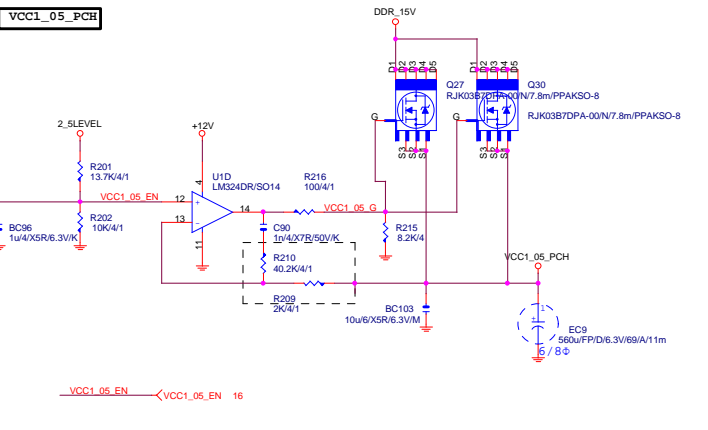 VCC1_05_PCH
DDR_15V
D1
D2
D3
D4
D5
D1
D2
D3
D4
D5
Q27
RJK03B7DPA-00/N/7.8m/PPAKSO-8
Q30
RJK03B7DPA-00/N/7.8m/PPAKSO-8
G
G
S3
S2
S1
S3
S2
S1
2_5LEVEL
+12V
R201
13.7K/4/1
4
U1D
LM324DR/SO14
R216
100/4/1
VCC1_05_EN
12
+
14
VCC1_05_G
13
-
11
BC96
1u/4/X5R/6.3V/K
R202
10K/4/1
C90
1n/4/X7R/50V/K
R215
8.2K/4
R210
40.2K/4/1
R209
2K/4/1
VCC1_05_PCH
BC103
10u/6/X5R/6.3V/M
1
+
EC9
560u/FP/D/6.3V/69/A/11m
6/8Φ
VCC1_05_EN
VCC1_05_EN 16